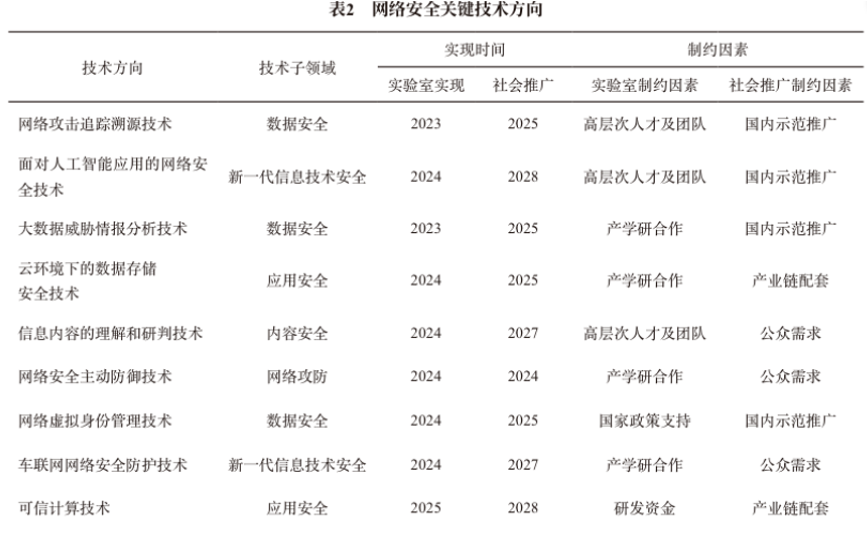 表2 网络安全关键技术方向
技术方向 技术子领域 实现时间 制约因素
实验室实现 社会推广 实验室制约因素 社会推广制约因素
网络攻击追踪溯源技术 数据安全 2023 2025 高层次人才及团队 国内示范推广
面对人工智能应用的网络安
全技术 新一代信息技术安全 2024 2028 高层次人才及团队 国内示范推广
大数据威胁情报分析技术 数据安全 2023 2025 产学研合作 国内示范推广
云环境下的数据存储
安全技术 应用安全 2024 2025 产学研合作 产业链配套
信息内容的理解和研判技术 内容安全 2024 2027 高层次人才及团队 公众需求
网络安全主动防御技术 网络攻防 2024 2024 产学研合作 公众需求
网络虚拟身份管理技术 数据安全 2024 2025 国家政策支持 国内示范推广
车联网网络安全防护技术 新一代信息技术安全 2024 2027 产学研合作 公众需求
可信计算技术 应用安全 2025 2028 研发资金 产业链配套